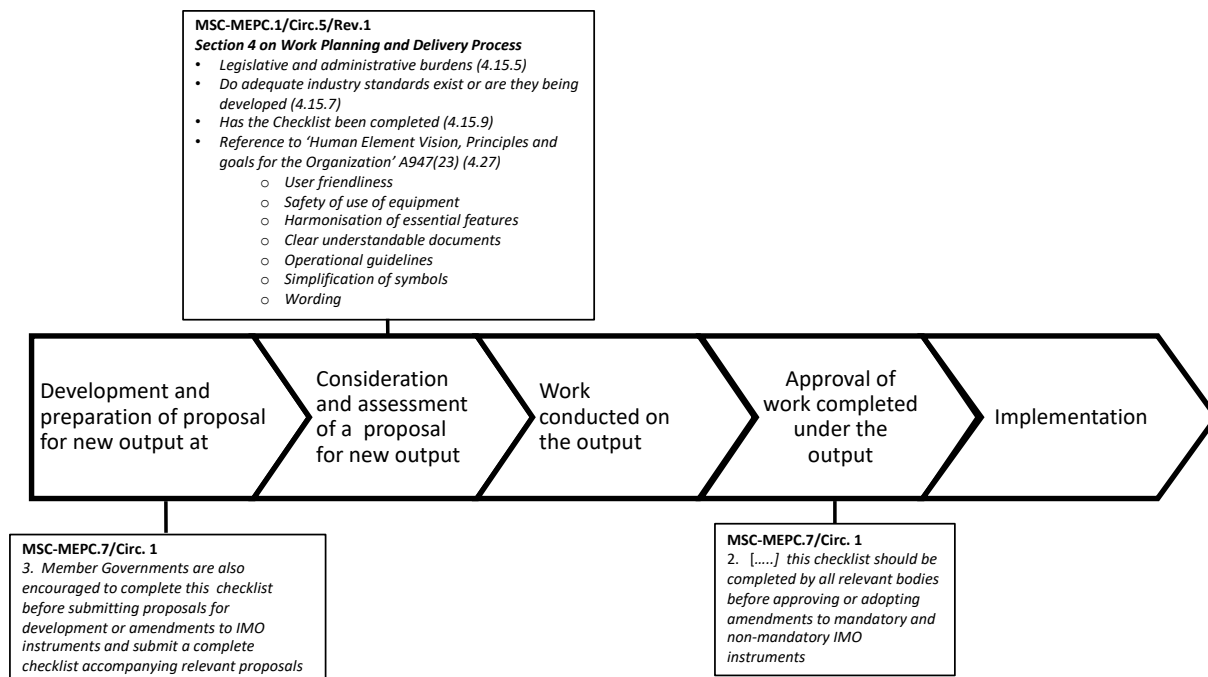 MSC-MEPC.1/Circ.5/Rev.1
Section 4 on Work Planning and Delivery Process
• Legislative and administrative burdens (4.15.5)
• Do adequate industry standards exist or are they being
developed (4.15.7)
• Has the Checklist been completed (4.15.9)
• Reference to ‘Human Element Vision, Principles and
goals for the Organization’ A947(23) (4.27)
o User friendliness
o Safety of use of equipment
o Harmonisation of essential features
o Clear understandable documents
o Operational guidelines
o Simplification of symbols
o Wording
Development and
preparation of proposal
for new output at
Consideration
and assessment
of a proposal
for new output
Work
conducted on
the output
Approval of
work completed
under the
output
Implementation
MSC-MEPC.7/Circ. 1
3. Member Governments are also
encouraged to complete this checklist
before submitting proposals for
development or amendments to IMO
instruments and submit a complete
checklist accompanying relevant proposals
MSC-MEPC.7/Circ. 1
2. [.....] this checklist should be
completed by all relevant bodies
before approving or adopting
amendments to mandatory and
non-mandatory IMO
instruments